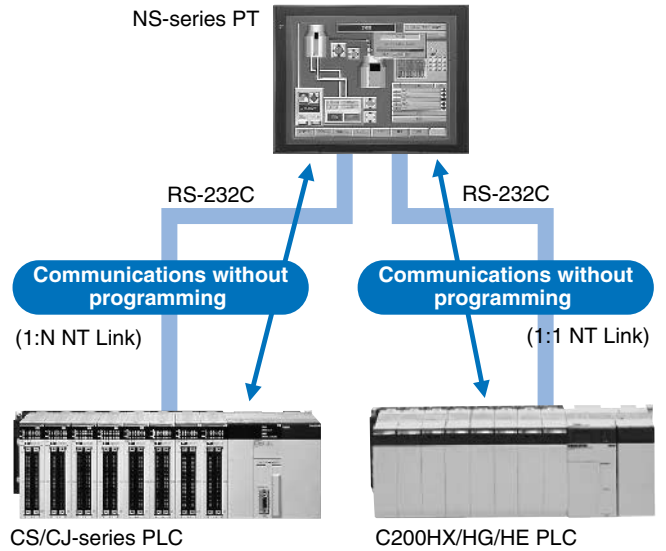 NS-series PT
RS-232C
RS-232C
Communications without
programming
Communications without
programming
(1:N NT Link)
(1:1 NT Link)
CS/CJ-series PLC
C200HX/HG/HE PLC